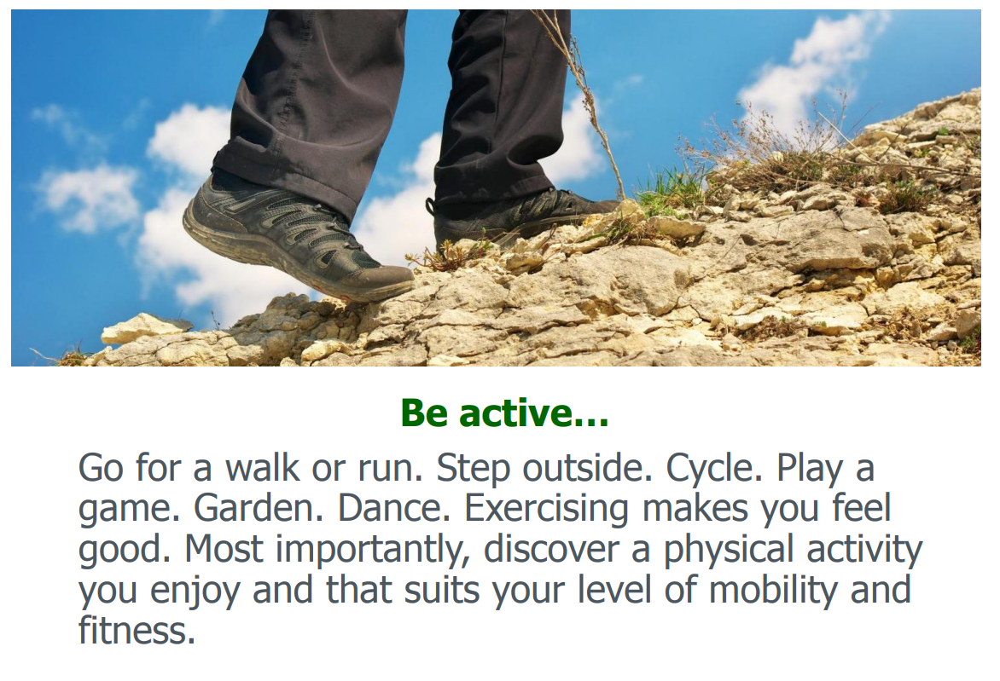 Be active...
Go for a walk or run. Step outside. Cycle. Play a
game. Garden. Dance. Exercising makes you feel
good. Most importantly, discover a physical activity
you enjoy and that suits your level of mobility and
fitness.